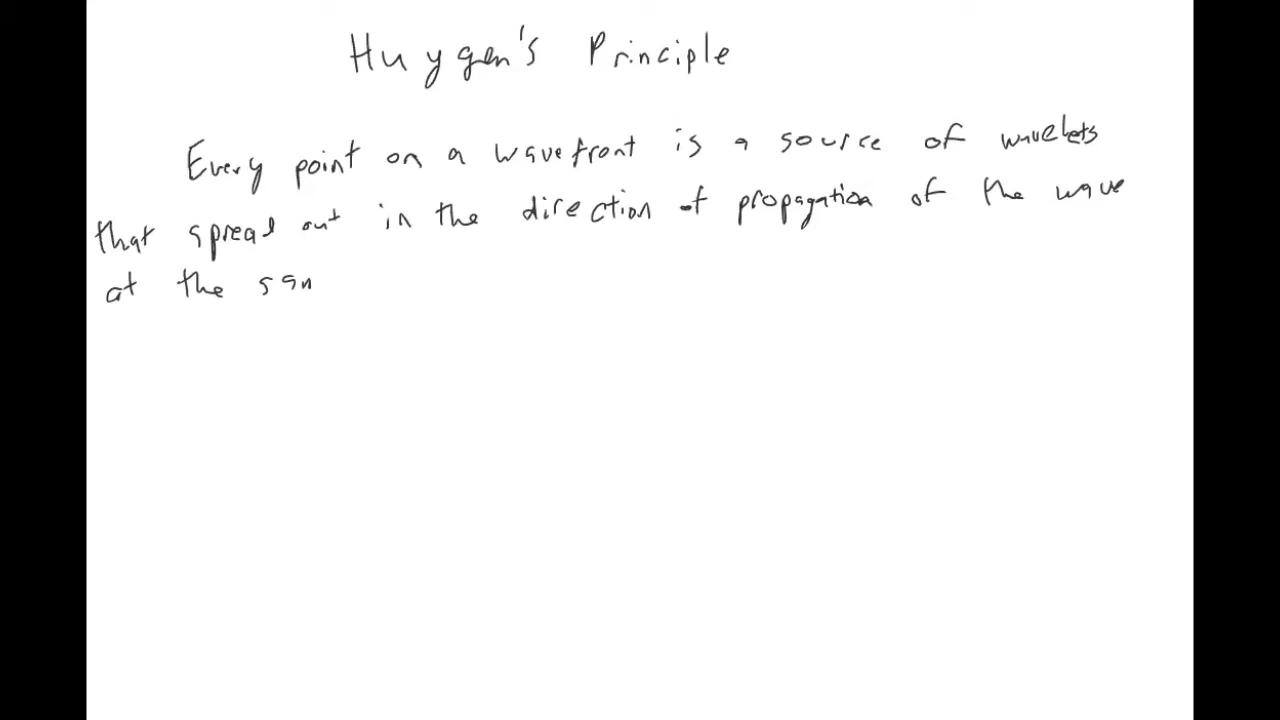 Huygen's Principle
Every point on a wavefront is a source of wavelets
that spread out in the direction of propagation of the wave
at the sam